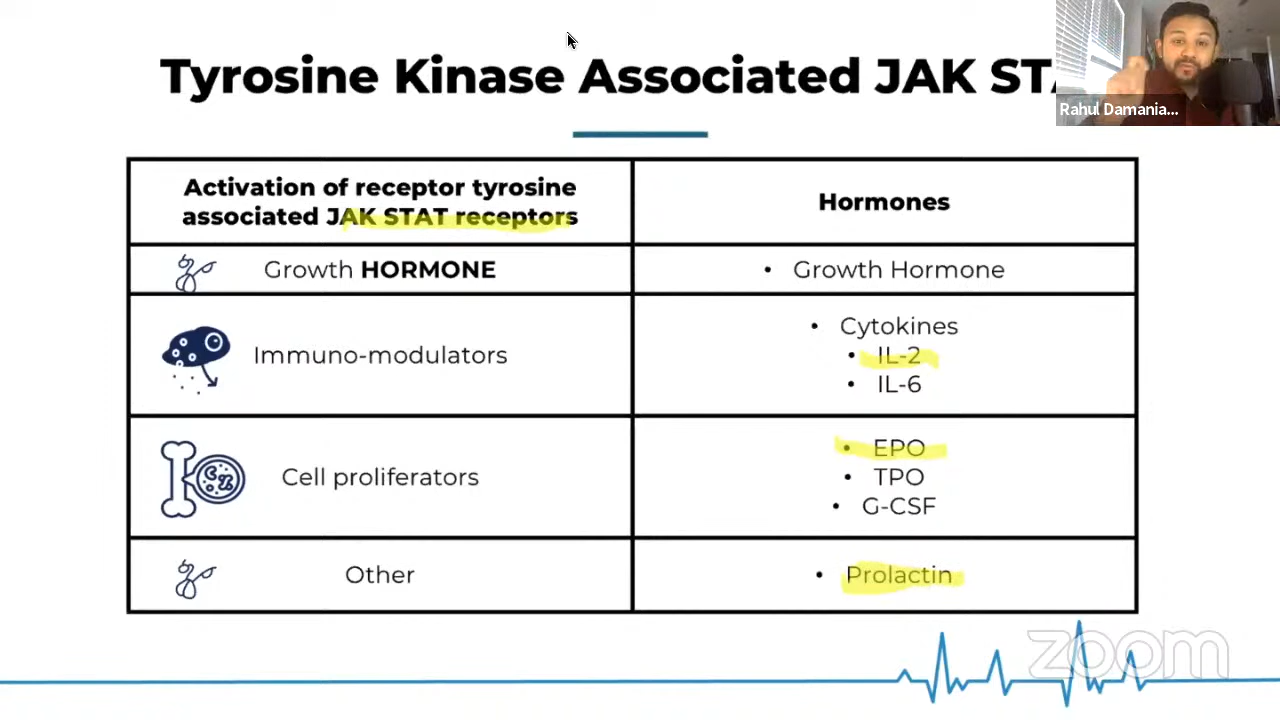 Tyrosine Kinase Associated JAK ST
Rahul Damania...
Activation of receptor tyrosine
associated JAK STAT receptors
Hormones
Growth HORMONE
• Growth Hormone
Immuno-modulators
• Cytokines
• IL-2
• IL-6
Cell proliferators
• EPO
• TPO
• G-CSF
Other
• Prolactin
zoom